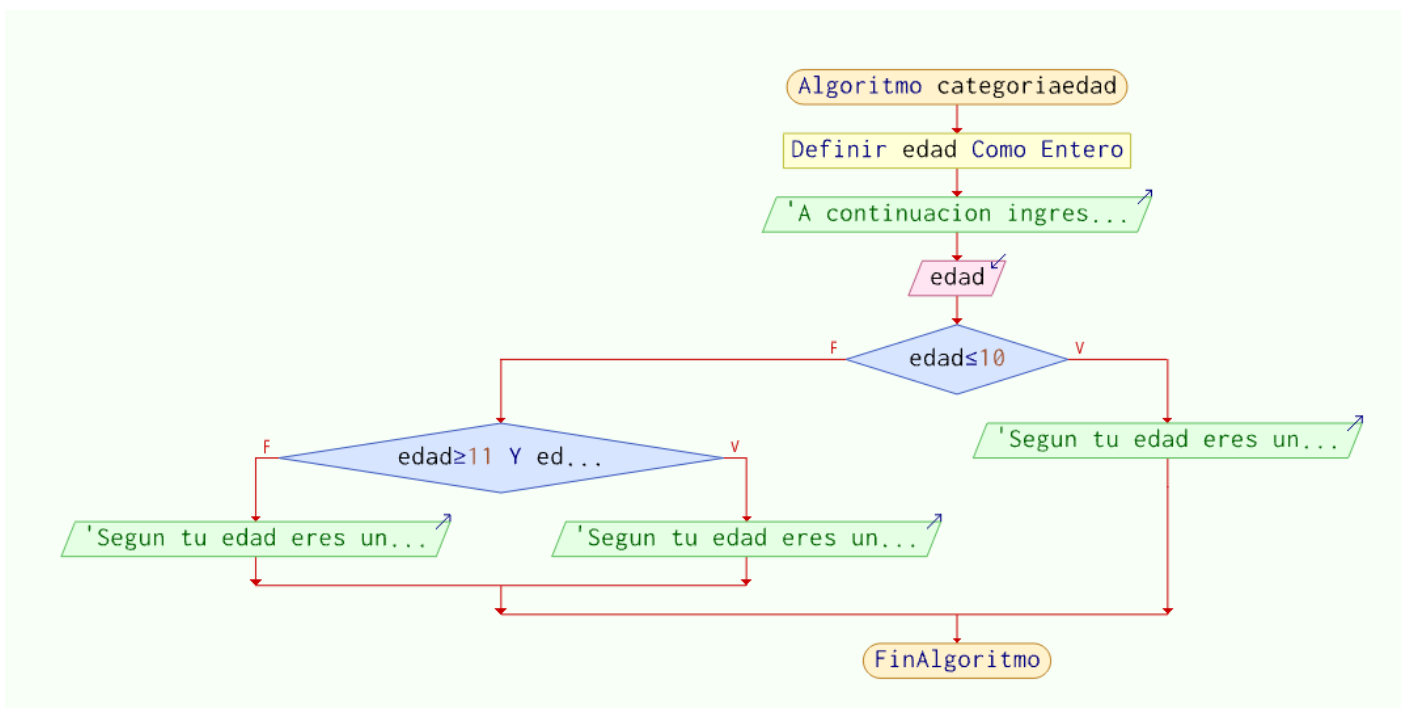 Algoritmo categoriaedad
Definir edad Como Entero
'A continuacion ingres...
edad
edad≤10
F
V
edad≥11 Y ed...
F
V
'Segun tu edad eres un...
'Segun tu edad eres un...
'Segun tu edad eres un...
FinAlgoritmo